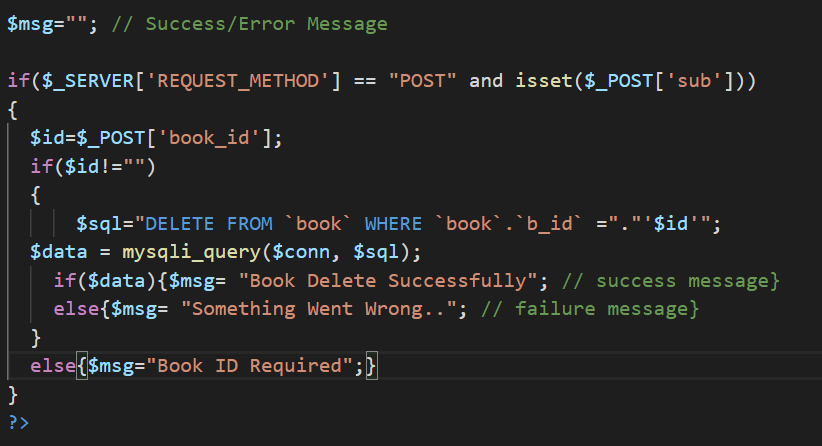 $msg=""; // Success/Error Message
if($_SERVER['REQUEST_METHOD'] == "POST" and isset($_POST['sub']))
{
$id=$_POST['book_id'];
if($id!="")
{
$sql="DELETE FROM `book` WHERE `book`.`b_id` ="."'$id'";
$data = mysqli_query($conn, $sql);
if($data){$msg= "Book Delete Successfully"; // success message}
else{$msg= "Something Went Wrong.."; // failure message}
}
else{$msg="Book ID Required";}
}
?>